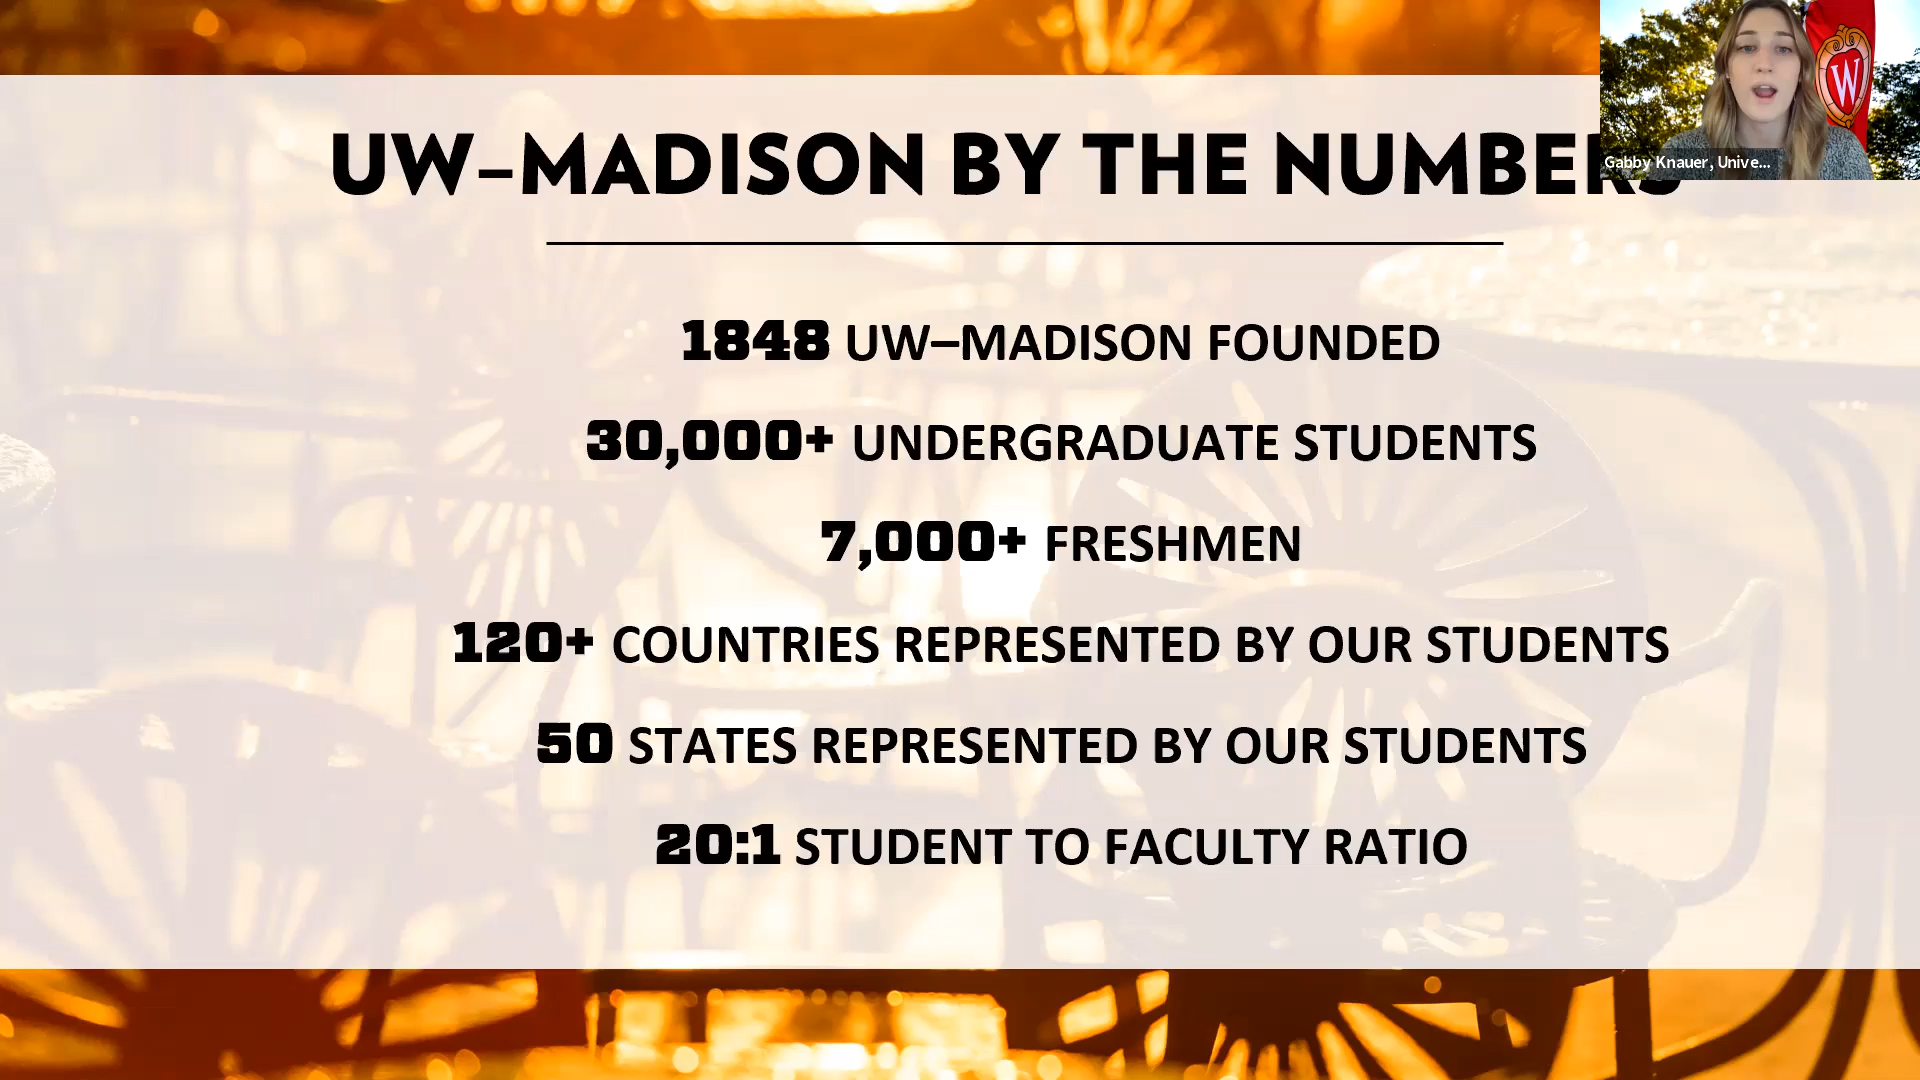 UW–MADISON BY THE NUMBERS
W
Gabby Knauer, Unive...
1848 UW–MADISON FOUNDED
30,000+ UNDERGRADUATE STUDENTS
7,000+ FRESHMEN
120+ COUNTRIES REPRESENTED BY OUR STUDENTS
50 STATES REPRESENTED BY OUR STUDENTS
20:1 STUDENT TO FACULTY RATIO